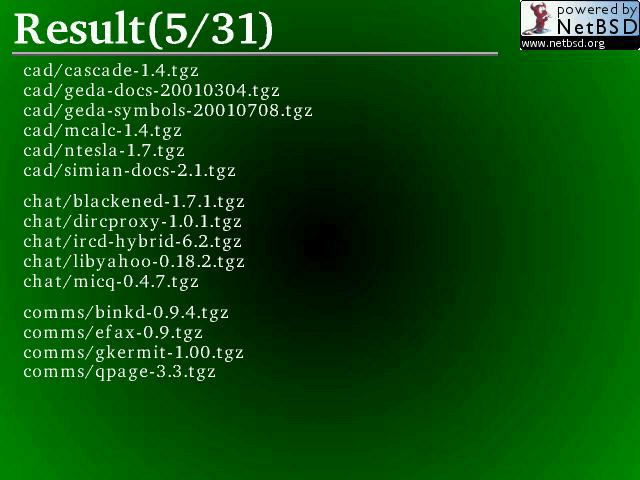 Result(5/31)
powered by
NetBSD
www.netbsd.org
cad/cascade-1.4.tgz
cad/geda-docs-20010304.tgz
cad/geda-symbols-20010708.tgz
cad/mcalc-1.4.tgz
cad/ntesla-1.7.tgz
cad/simian-docs-2.1.tgz
chat/blackened-1.7.1.tgz
chat/dircproxy-1.0.1.tgz
chat/ircd-hybrid-6.2.tgz
chat/libyahoo-0.18.2.tgz
chat/micq-0.4.7.tgz
comms/binkd-0.9.4.tgz
comms/efax-0.9.tgz
comms/gkermit-1.00.tgz
comms/qpage-3.3.tgz